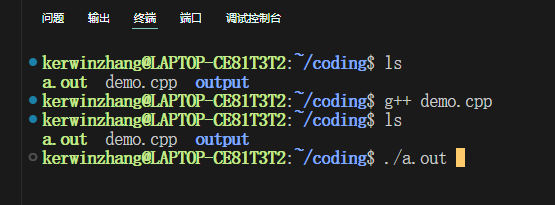 问题 输出 终端 端口 调试控制台
kerwinzhang@LAPTOP-CE81T3T2:~/coding$ ls
a.out demo.cpp output
kerwinzhang@LAPTOP-CE81T3T2:~/coding$ g++ demo.cpp
kerwinzhang@LAPTOP-CE81T3T2:~/coding$ ls
a.out demo.cpp output
kerwinzhang@LAPTOP-CE81T3T2:~/coding$ ./a.out